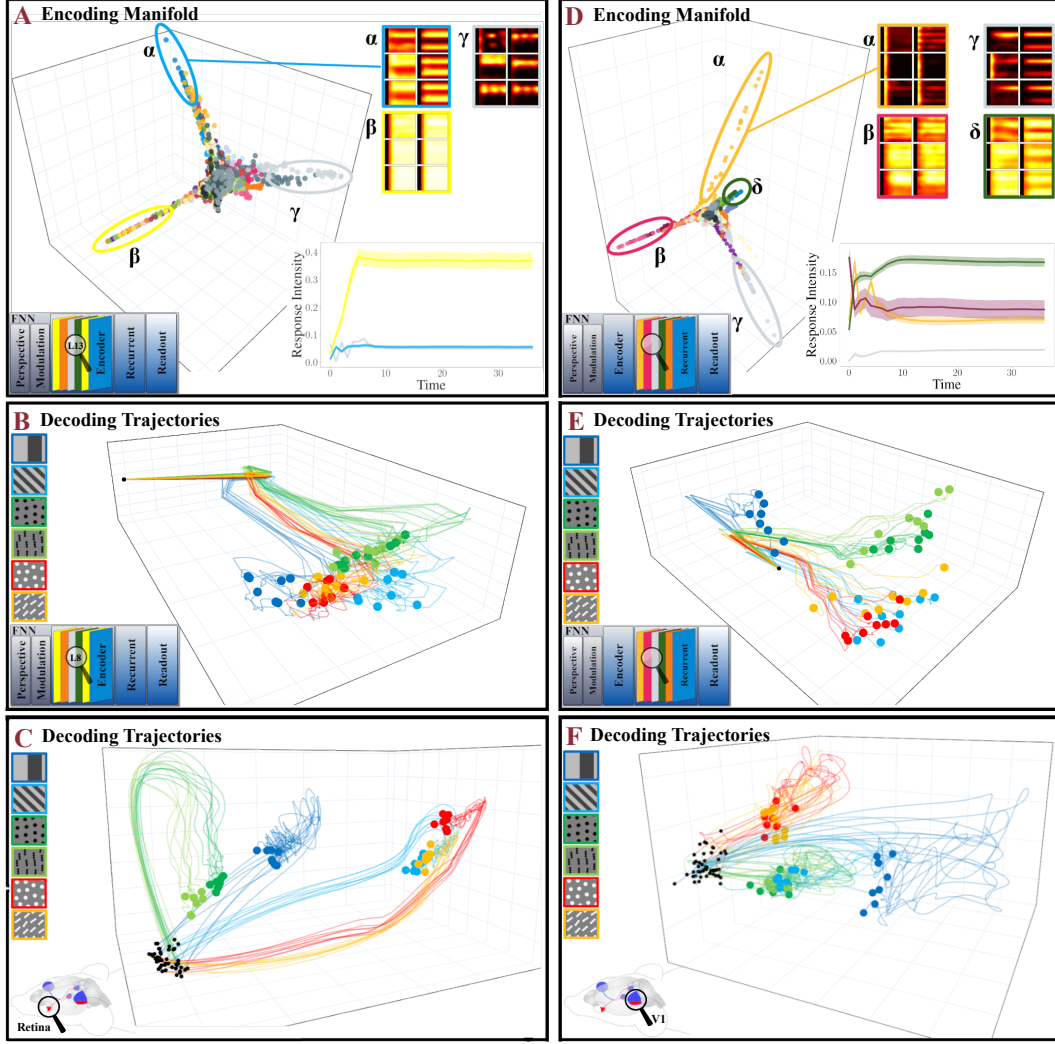 A Encoding Manifold
α
β
γ
α
γ
β
Response Intensity
0.4
0.3
0.2
0.1
0.0
0
10
20
30
Time
FNN
Perspective
Modulation
L13
Encoder
Recurrent
Readout
B Decoding Trajectories
FNN
Perspective
Modulation
L8
Encoder
Recurrent
Readout
C Decoding Trajectories
Retina
D Encoding Manifold
α
δ
β
γ
α
γ
β
δ
Response Intensity
0.15
0.10
0.05
0.00
0
10
20
30
Time
FNN
Perspective
Modulation
Encoder
Recurrent
Readout
E Decoding Trajectories
FNN
Perspective
Modulation
Encoder
Recurrent
Readout
F Decoding Trajectories
V1